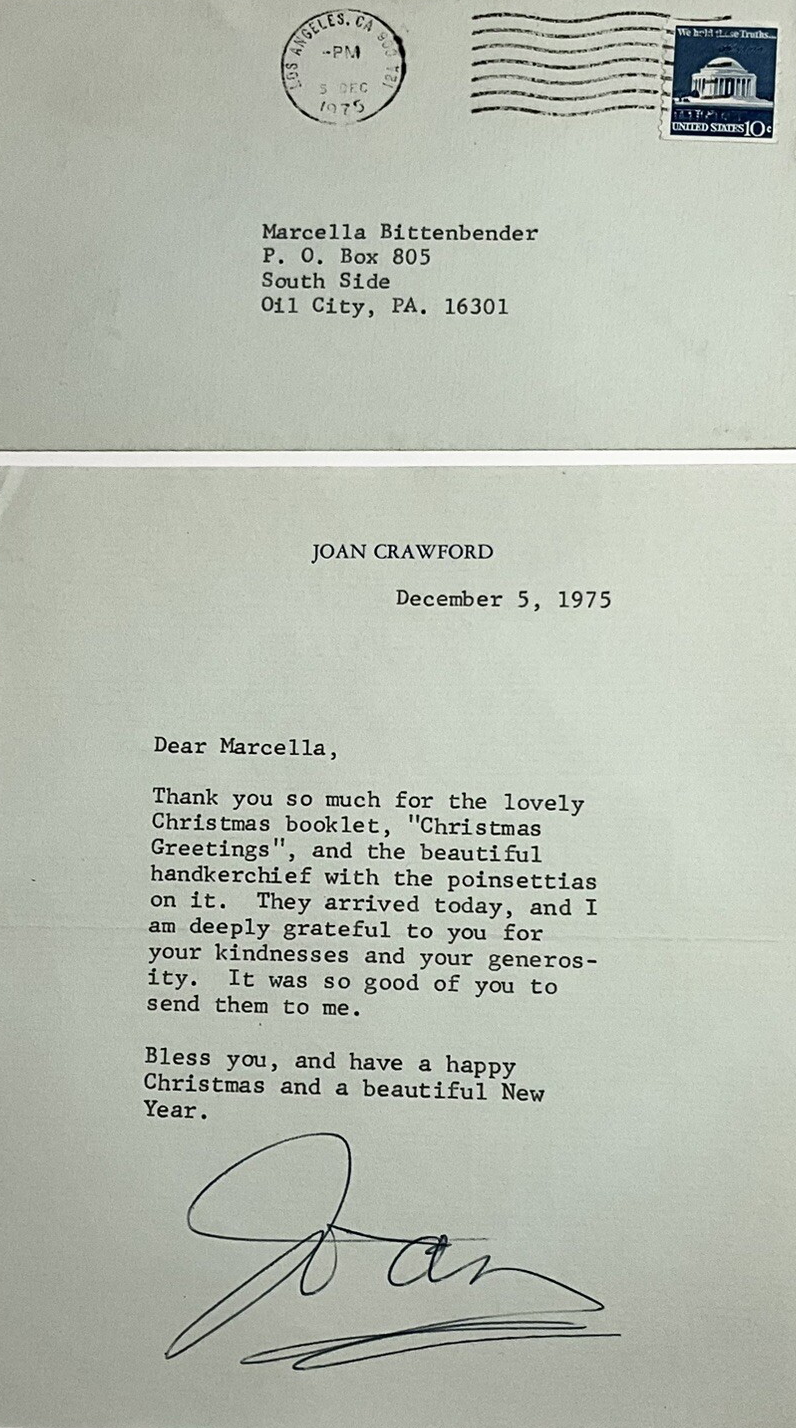 LOS ANGELES, CA
-PM
5 DEC
1975
We hold these Truths...
UNITED STATES 10c
Marcella Bittenbender
P. O. Box 805
South Side
Oil City, PA. 16301
JOAN CRAWFORD
December 5, 1975
Dear Marcella,
Thank you so much for the lovely
Christmas booklet, "Christmas
Greetings", and the beautiful
handkerchief with the poinsettias
on it.  They arrived today, and I
am deeply grateful to you for
your kindnesses and your generos-
ity.  It was so good of you to
send them to me.
Bless you, and have a happy
Christmas and a beautiful New
Year.
Joan